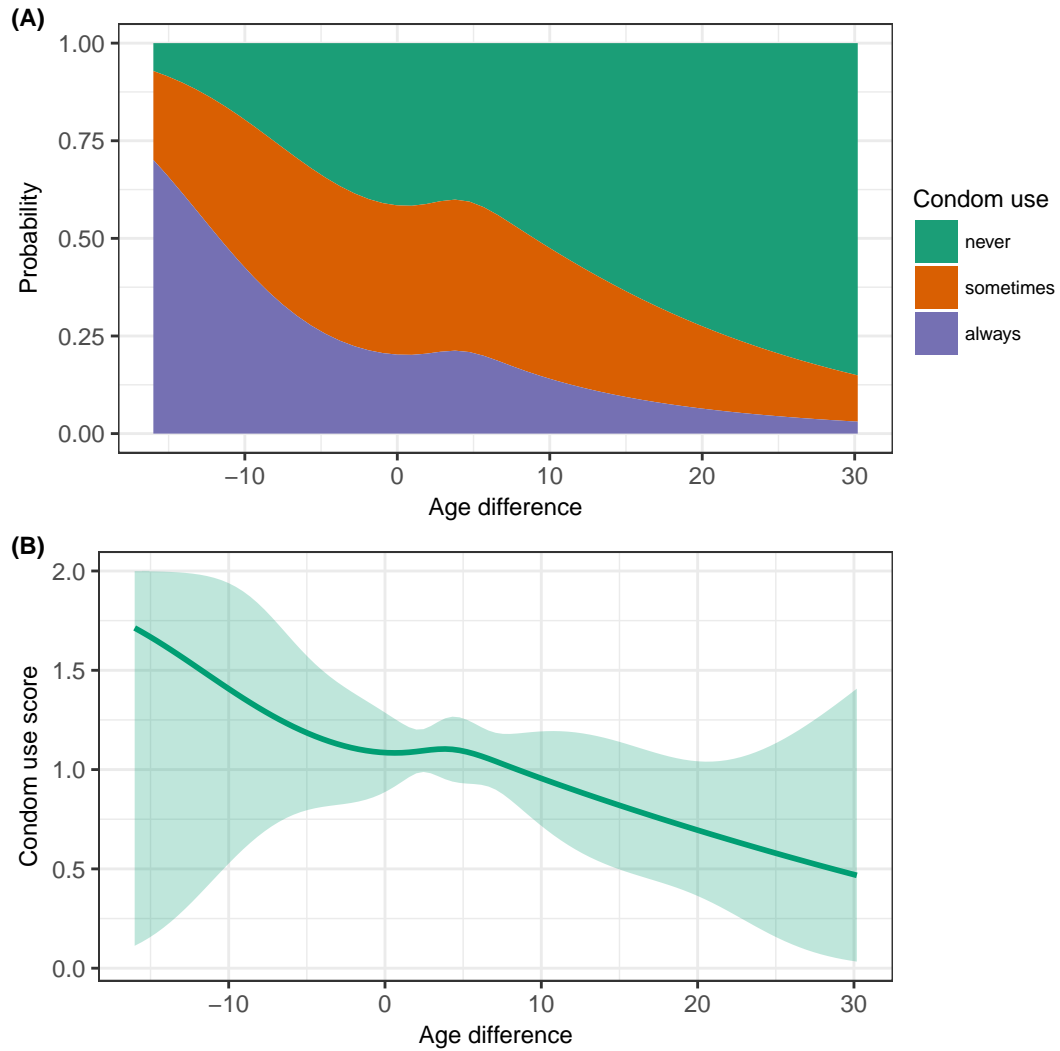 (A)
Probability
1.00
0.75
0.50
0.25
0.00
−10 0 10 20 30
Age difference
Condom use
never
sometimes
always
(B)
Condom use score
2.0
1.5
1.0
0.5
0.0
−10 0 10 20 30
Age difference